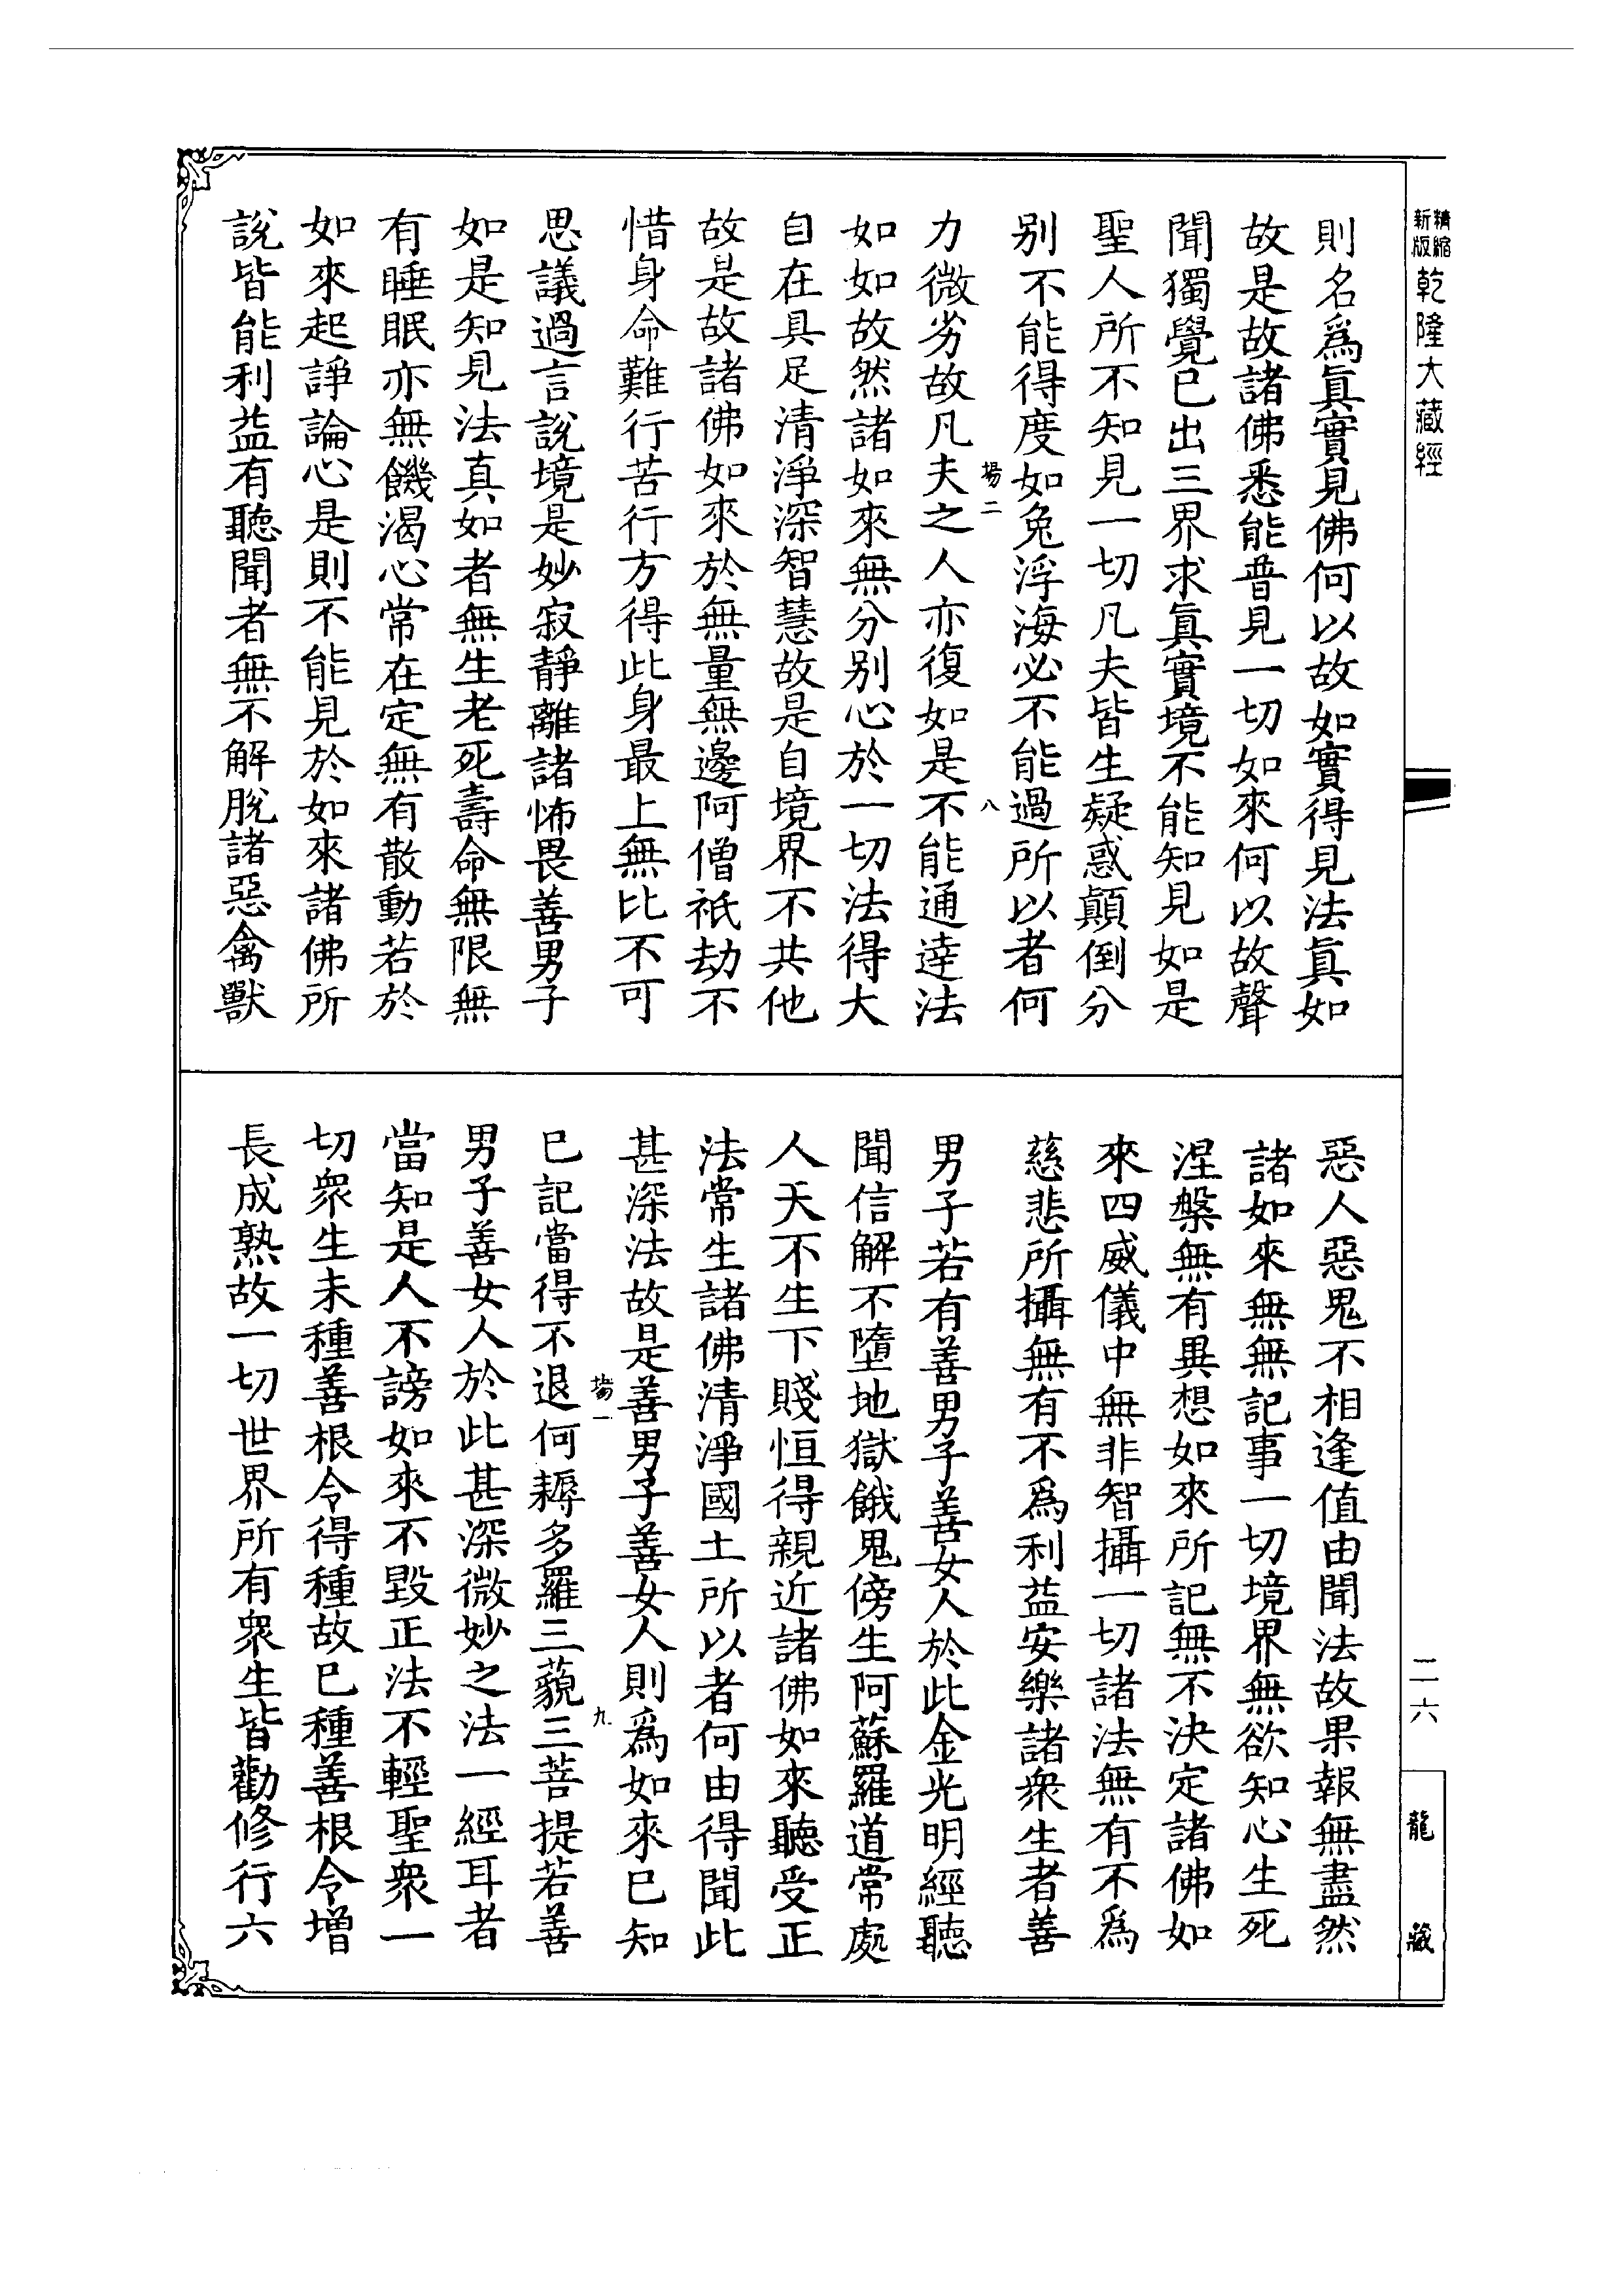 精縮
新版
乾隆大藏經
二六
龍藏
則名爲真實見佛何以故如實得見法真如
故是故諸佛悉能普見一切如來何以故聲
聞獨覺已出三界求真實境不能知見如是
聖人所不知見一切凡夫皆生疑惑顛倒分
别不能得度如兔浮海必不能過所以者何
力微劣故凡夫之人亦復如是不能通達法
如如故然諸如來無分别心於一切法得大
自在具足清淨深智慧故是自境界不共他
故是故諸佛如來於無量無邊阿僧祇劫不
惜身命難行苦行方得此身最上無比不可
思議過言說境是妙寂靜離諸怖畏善男子
如是知見法真如者無生老死壽命無限無
有睡眠亦無饑渴心常在定無有散動若於
如來起諍論心是則不能見於如來諸佛所
說皆能利益有聽聞者無不解脫諸惡禽獸
惡人惡鬼不相逢值由聞法故果報無盡然
諸如來無無記事一切境界無欲知心生死
涅槃無有異想如來所記無不決定諸佛如
來四威儀中無非智攝一切諸法無有不爲
慈悲所攝無有不爲利益安樂諸衆生者善
男子若有善男子善女人於此金光明經聽
聞信解不墮地獄餓鬼傍生阿蘇羅道常處
人天不生下賤恒得親近諸佛如來聽受正
法常生諸佛清淨國土所以者何由得聞此
甚深法故是善男子善女人則爲如來已知
已記當得不退阿耨多羅三藐三菩提若善
男子善女人於此甚深微妙之法一經耳者
當知是人不謗如來不毀正法不輕聖衆一
切衆生未種善根令得種故已種善根令增
長成熟故一切世界所有衆生皆勸修行六